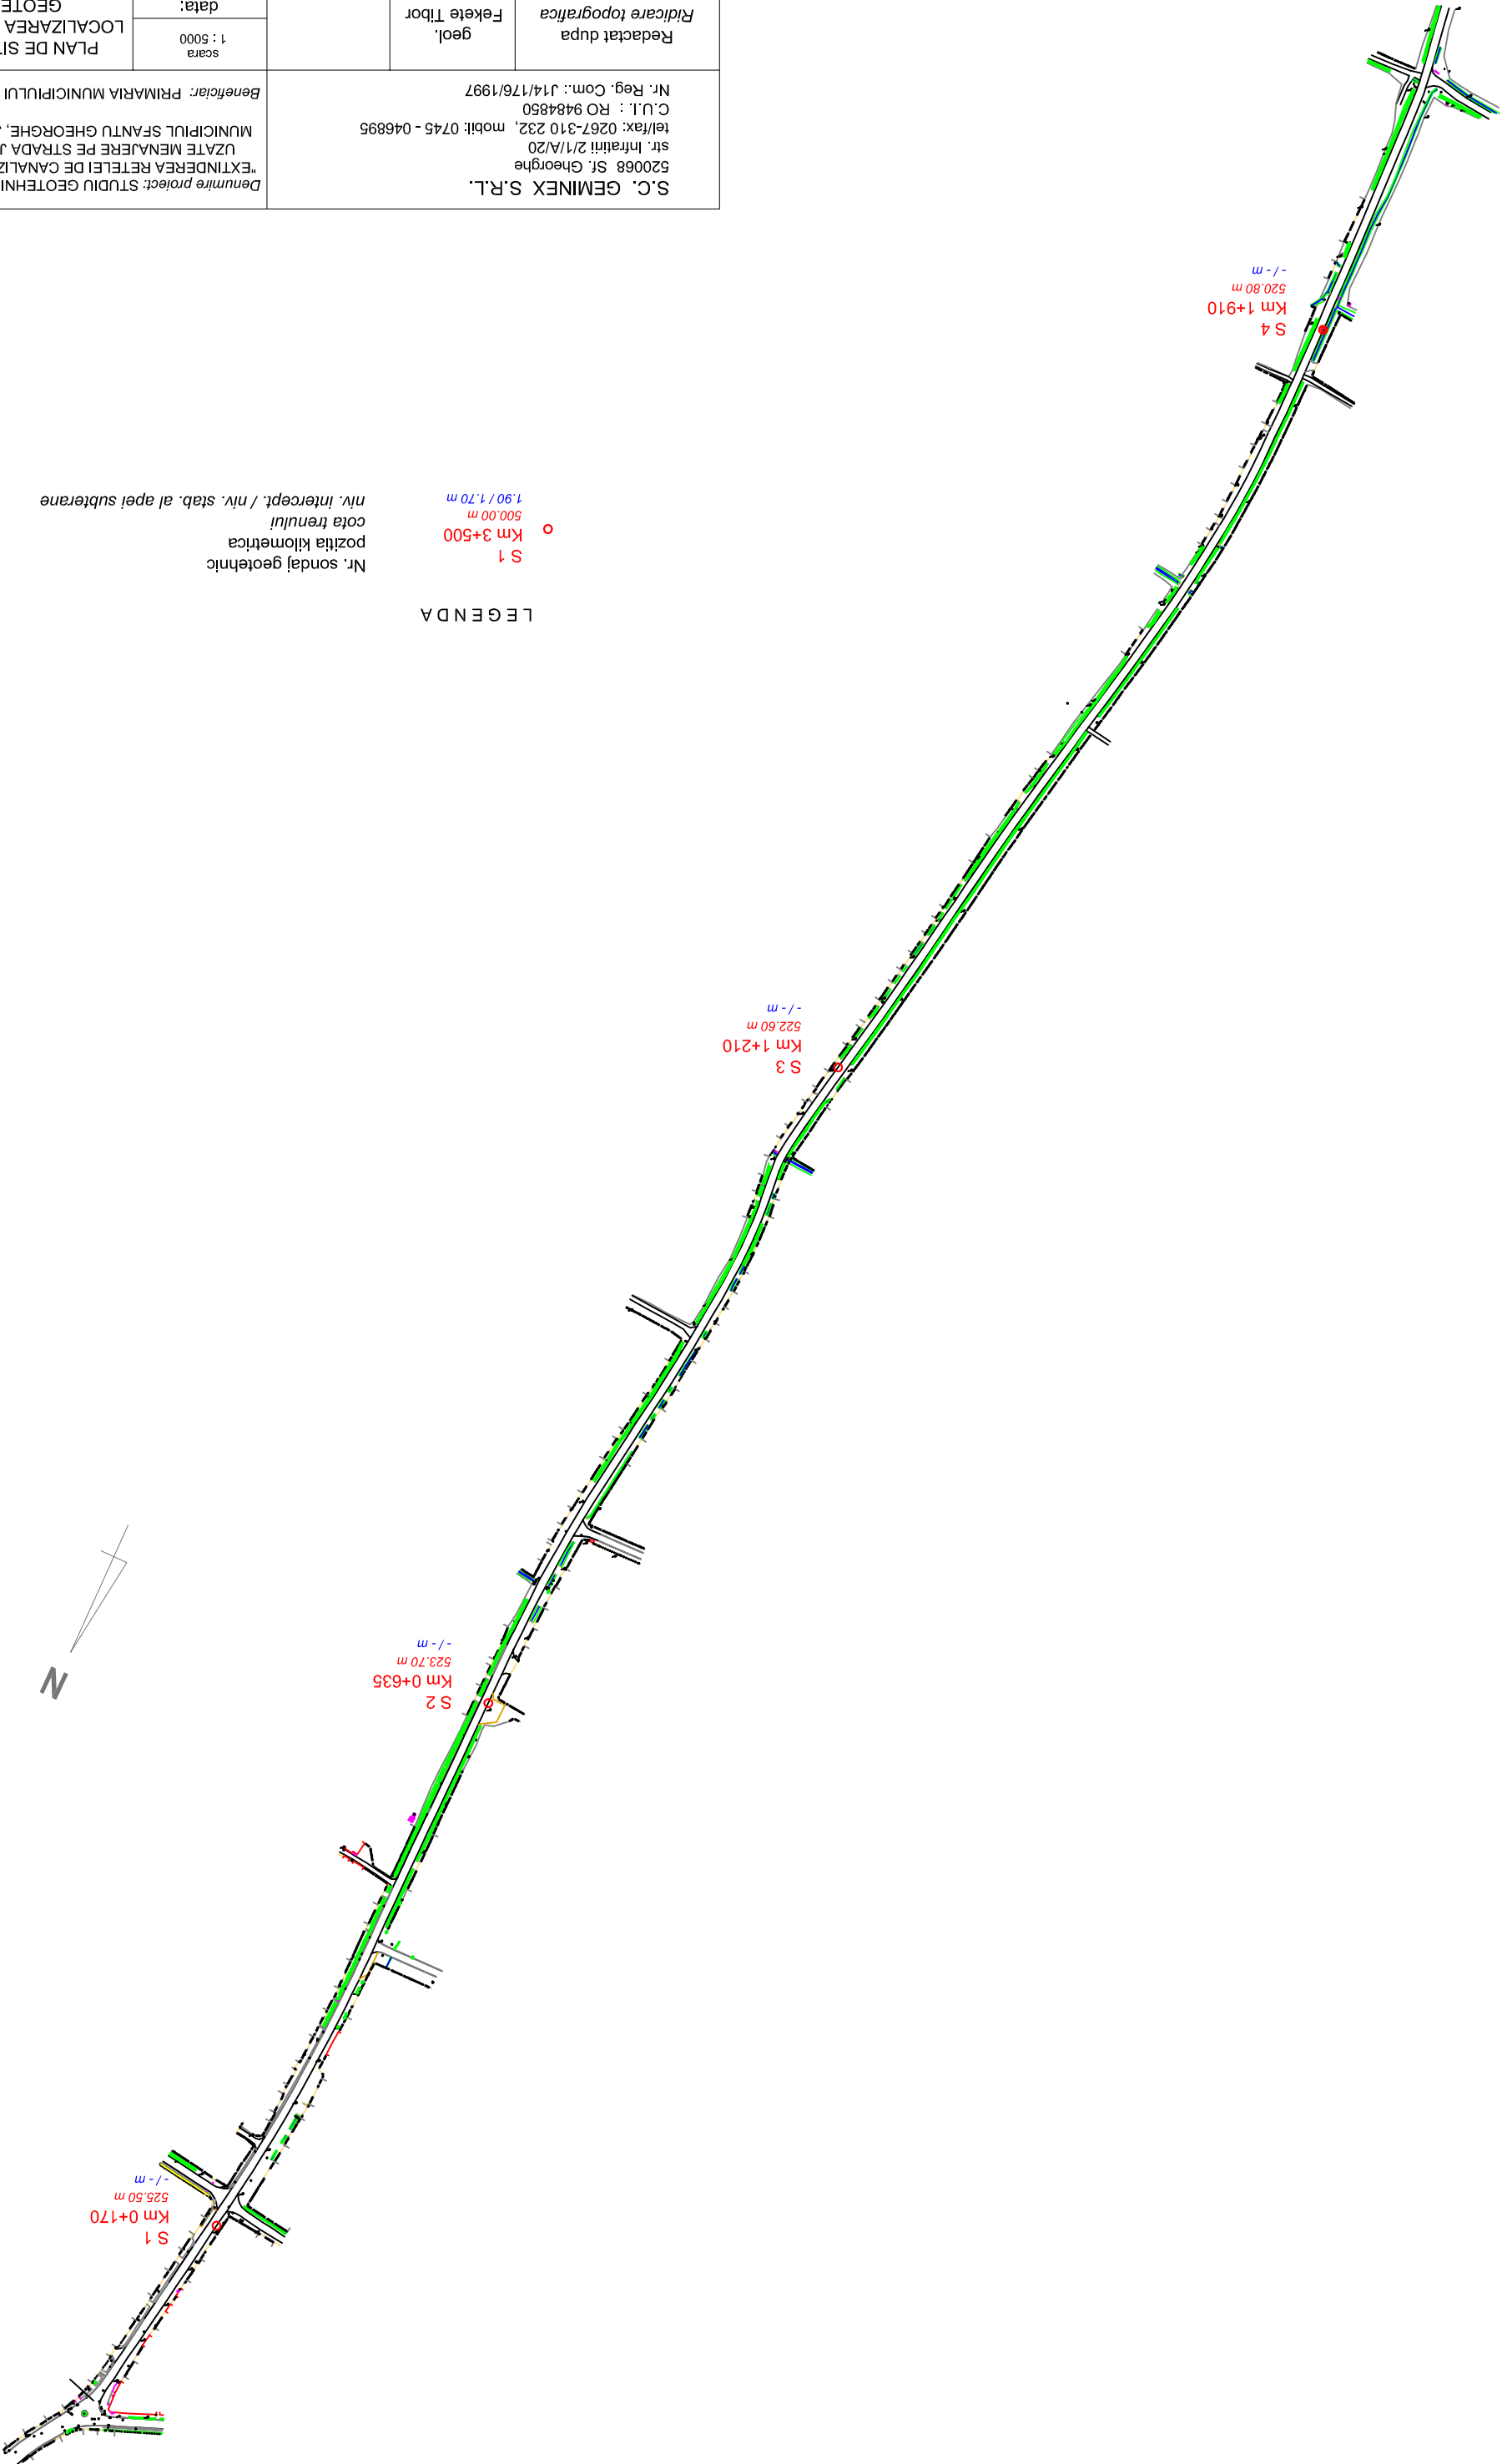 S 1
Km 0+170
525.50 m
- / - m
N
S 2
Km 0+635
523.70 m
- / - m
S 3
Km 1+210
522.60 m
- / - m
L E G E N D A
S 1
Km 3+500
500.00 m
1.90 / 1.70 m
Nr. sondaj geotehnic
pozitia kilometrica
cota trenului
niv. intercept. / niv. stab. al apei subterane
S 4
Km 1+910
520.80 m
- / - m
S.C. GEMINEX S.R.L.
520068 Sf. Gheorghe
str. Infratirii 2/1/A/20
tel/fax: 0267-310 232, mobil: 0745 - 046895
C.U.I. : RO 9484850
Nr. Reg. Com.: J14/176/1997
Denumire proiect: STUDIU GEOTEHNI
"EXTINDEREA RETELEI DE CANALIZ
UZATE MENAJERE PE STRADA J
MUNICIPIUL SFANTU GHEORGHE,
Beneficiar: PRIMARIA MUNICIPIULUI
Redactat dupa
Ridicare topografica
geol.
Fekete Tibor
scara
1 : 5000
data:
PLAN DE SIT
LOCALIZAREA
GEOTE